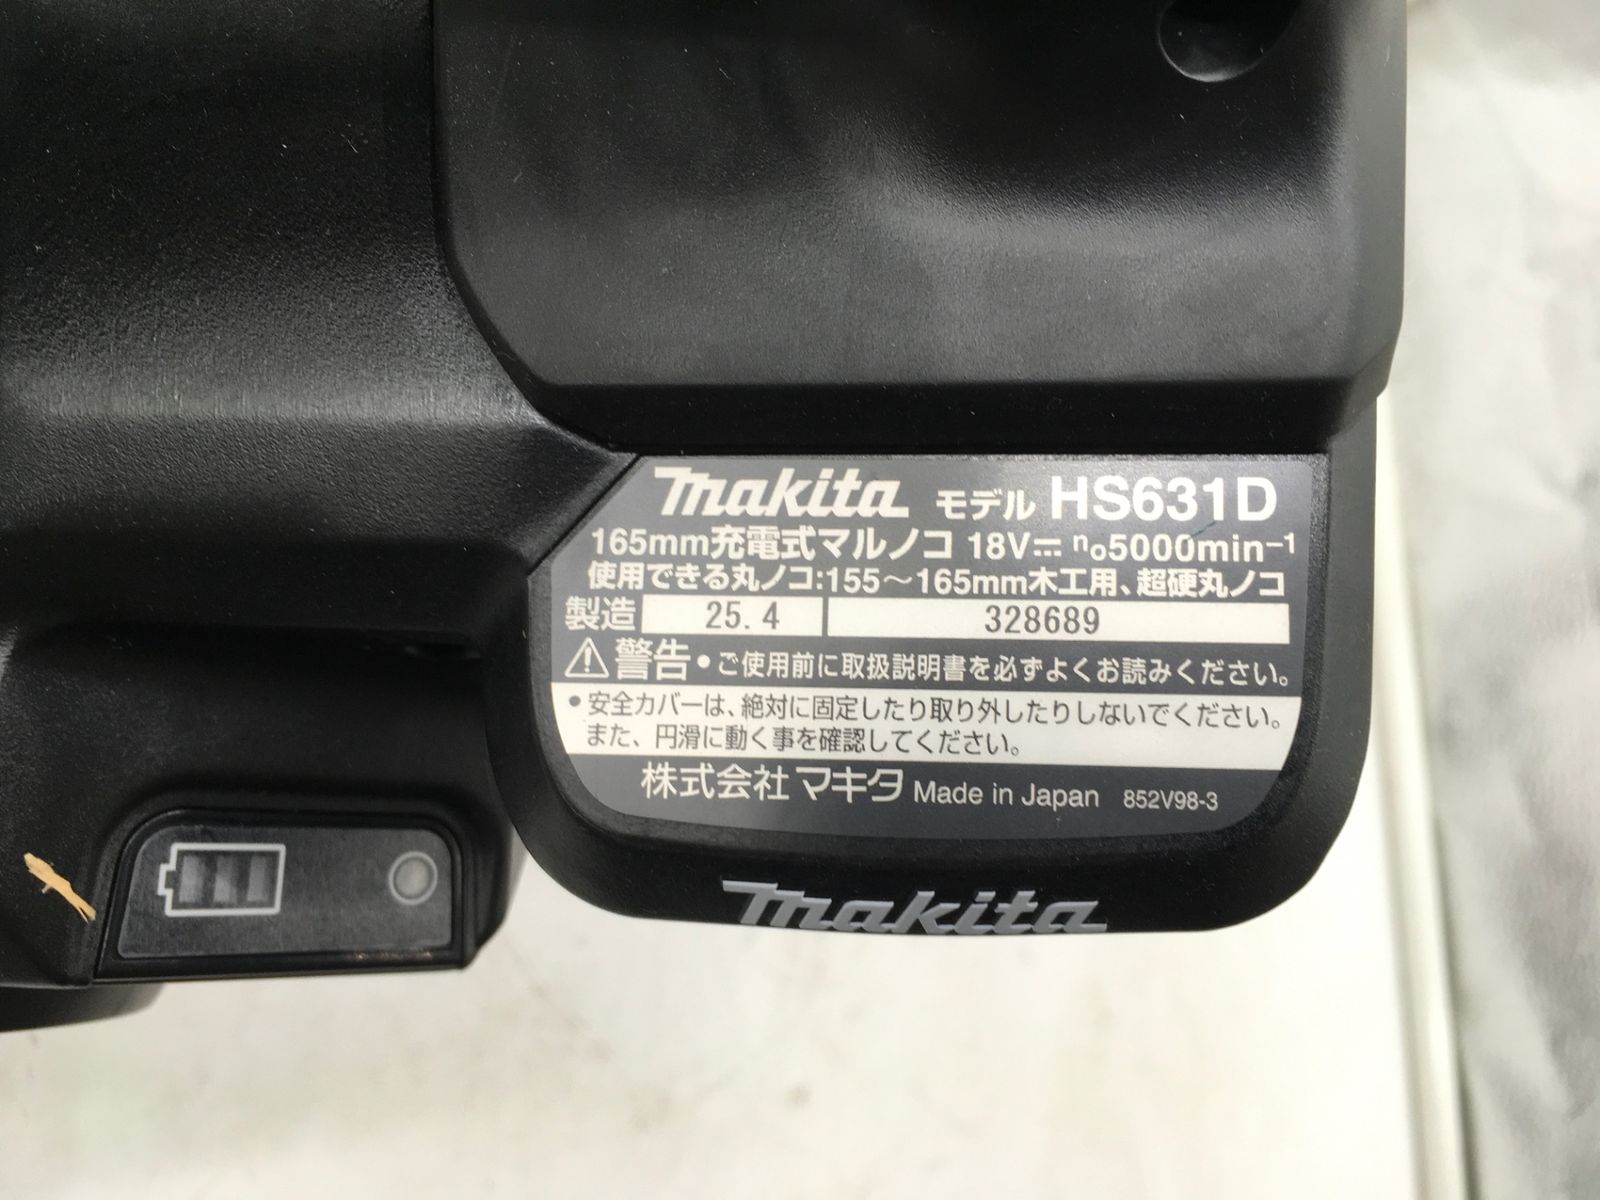 makita モデル HS631D
165mm充電式マルノコ 18V⎓ n₀5000min⁻¹
使用できる丸ノコ:155～165mm木工用、超硬丸ノコ
製造 25.4 328689
⚠警告 •ご使用前に取扱説明書を必ずよくお読みください。
•安全カバーは、絶対に固定したり取り外したりしないでください。
また、円滑に動く事を確認してください。
株式会社マキタ Made in Japan 852V98-3
makita